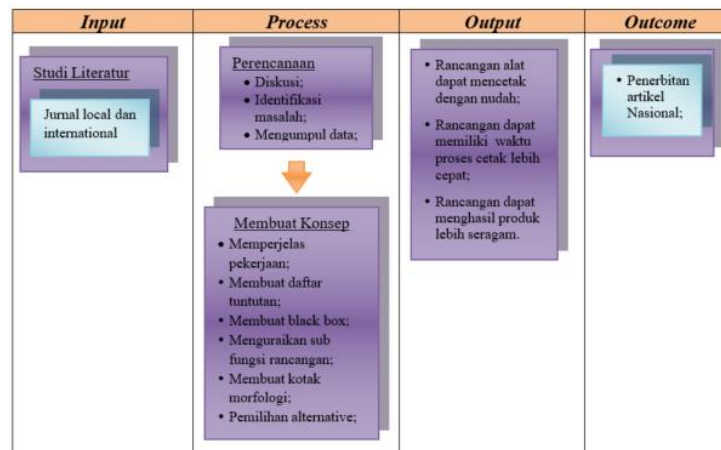 Input
Process
Output
Outcome
Studi Literatur
Jurnal local dan
international
Perencanaan
• Diskusi;
• Identifikasi
masalah;
• Mengumpul data;
Membuat Konsep
• Memperjelas
pekerjaan;
• Membuat daftar
tuntutan;
• Membuat black box;
• Menguraikan sub
fungsi rancangan;
• Membuat kotak
morfologi;
• Pemilihan alternative;
• Rancangan alat
dapat mencetak
dengan nudah;
• Rancangan dapat
memiliki waktu
proses cetak lebih
cepat;
• Rancangan dapat
menghasil produk
lebih seragam.
• Penerbitan
artikel
Nasional;